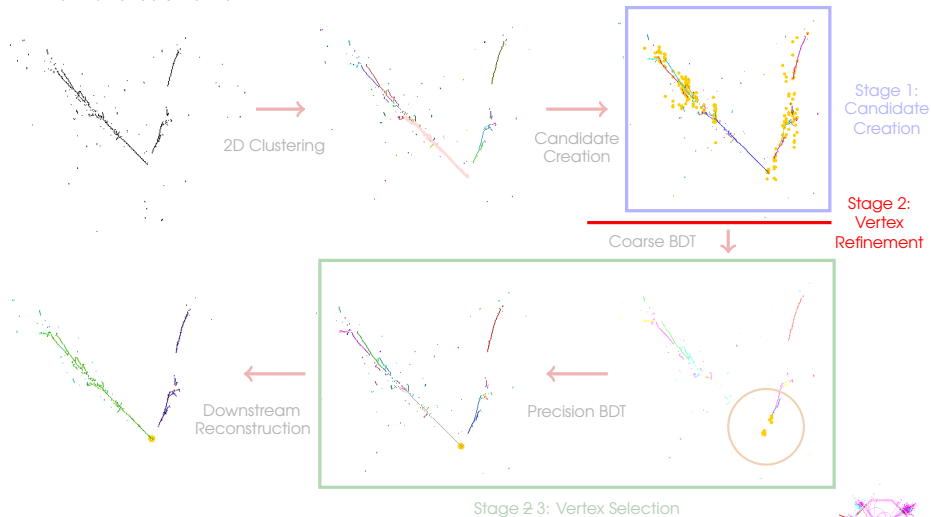 Stage 1:
Candidate
Creation
2D Clustering
Candidate
Creation
Stage 2:
Vertex
Refinement
Coarse BDT
Downstream
Reconstruction
Precision BDT
Stage 2 3: Vertex Selection